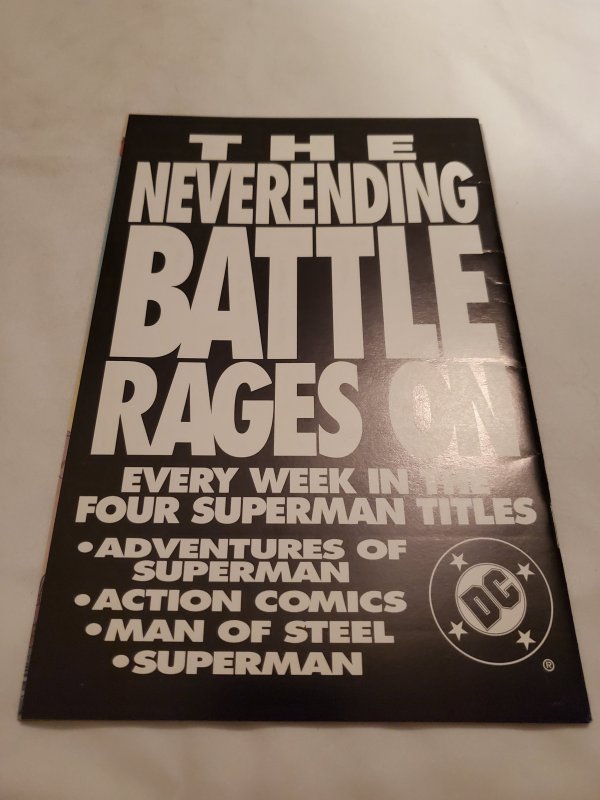 THE
NEVERENDING
BATTLE
RAGES ON
EVERY WEEK IN THE
FOUR SUPERMAN TITLES
•ADVENTURES OF
SUPERMAN
•ACTION COMICS
•MAN OF STEEL
•SUPERMAN
DC
®